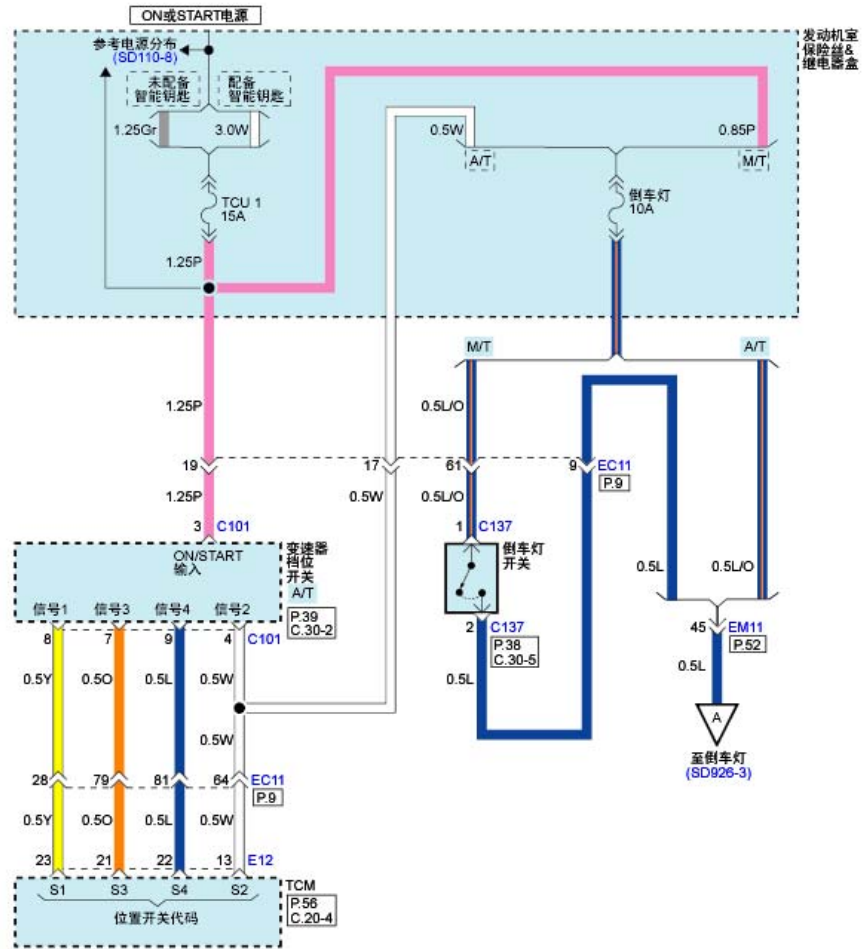 ON或START电源
参考电源分布
(SD110-8)
发动机室
保险丝&
继电器盒
未配备
智能钥匙
配备
智能钥匙
1.25Gr
3.0W
0.5W
0.85P
A/T
M/T
TCU 1
15A
倒车灯
10A
1.25P
M/T
A/T
1.25P
0.5L/O
19
17
61
9
EC11
P.9
1.25P
0.5W
0.5L/O
3
C101
1
C137
ON/START
输入
变速器
档位
开关
A/T
倒车灯
开关
0.5L
0.5L/O
信号1
信号3
信号4
信号2
P.39
C.30-2
8
7
9
4
C101
2
C137
P.38
C.30-5
45
EM11
P.52
0.5Y
0.5O
0.5L
0.5W
0.5L
0.5L
A
0.5W
至倒车灯
(SD926-3)
28
79
81
64
EC11
P.9
0.5Y
0.5O
0.5L
0.5W
23
21
22
13
E12
S1
S3
S4
S2
TCM
P.56
C.20-4
位置开关代码